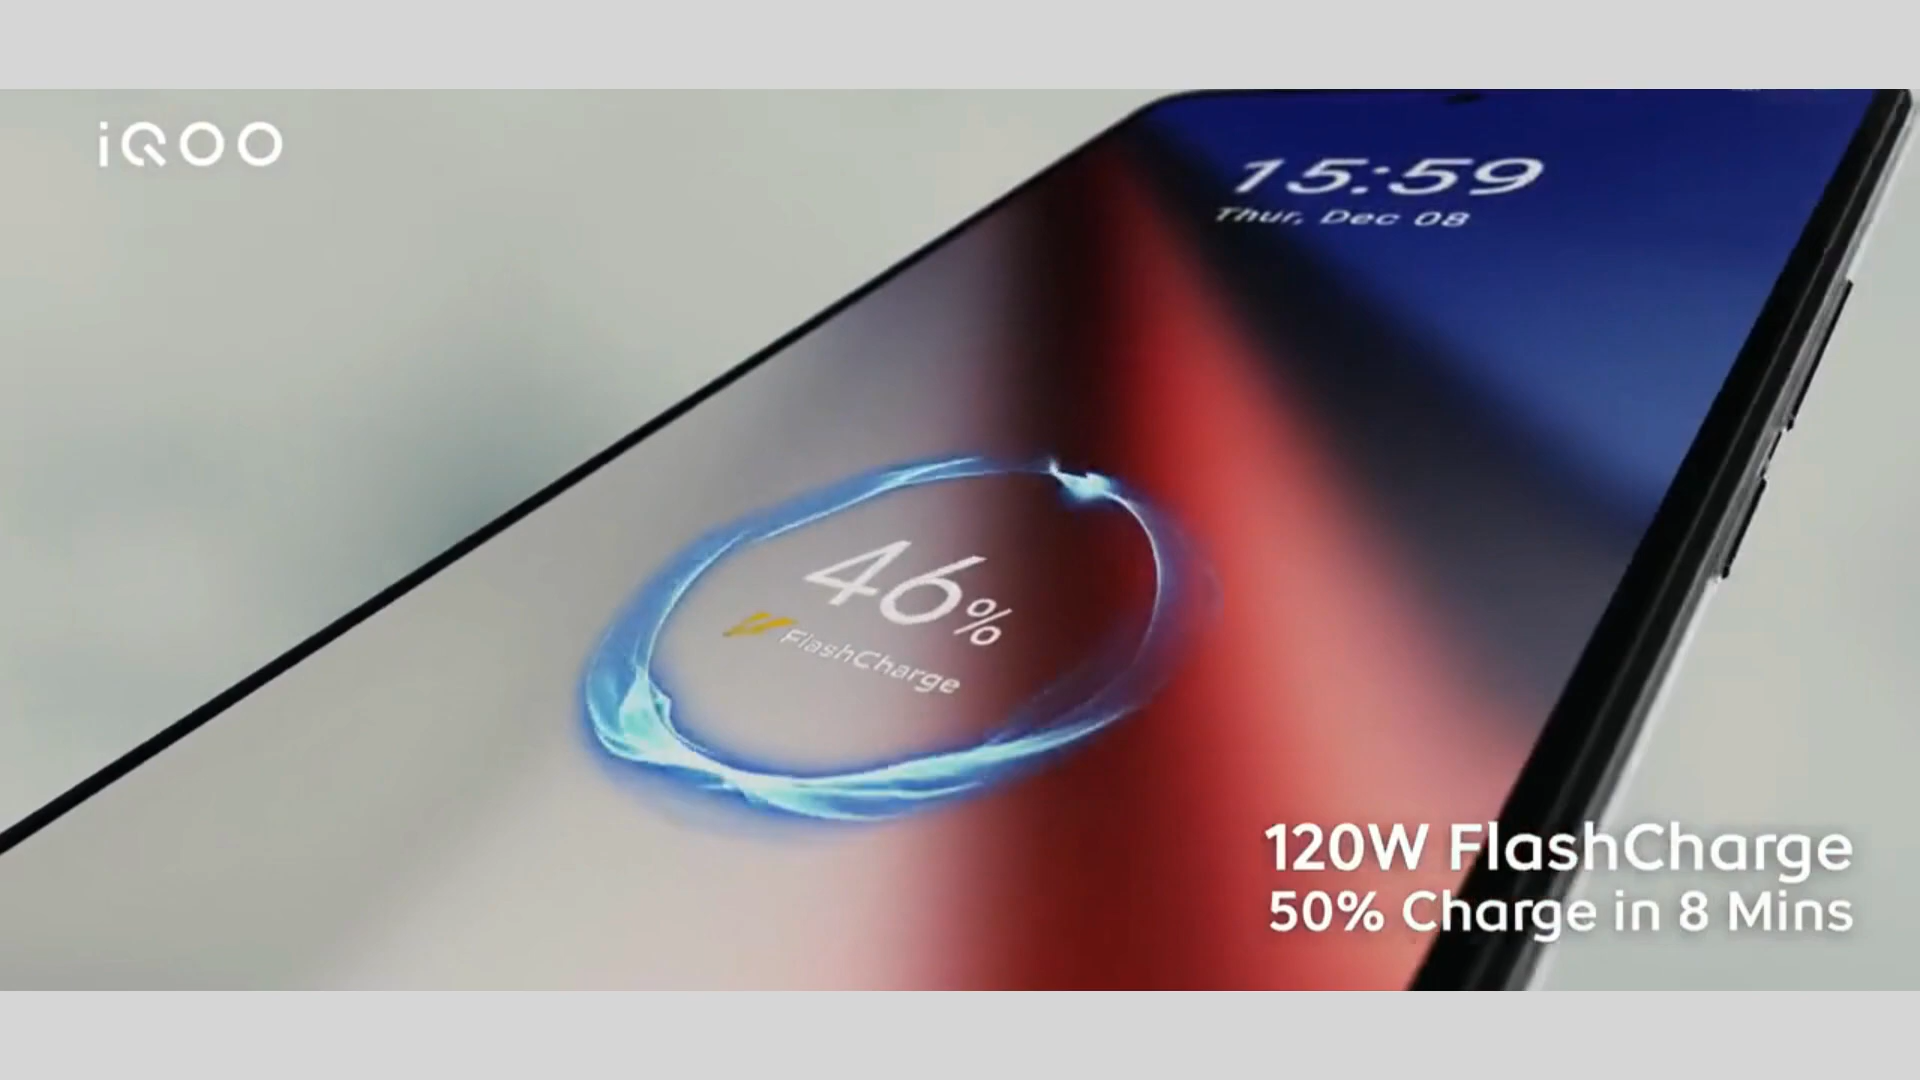 iQOO
15:59
Thur, Dec 08
46%
FlashCharge
120W FlashCharge
50% Charge in 8 Mins